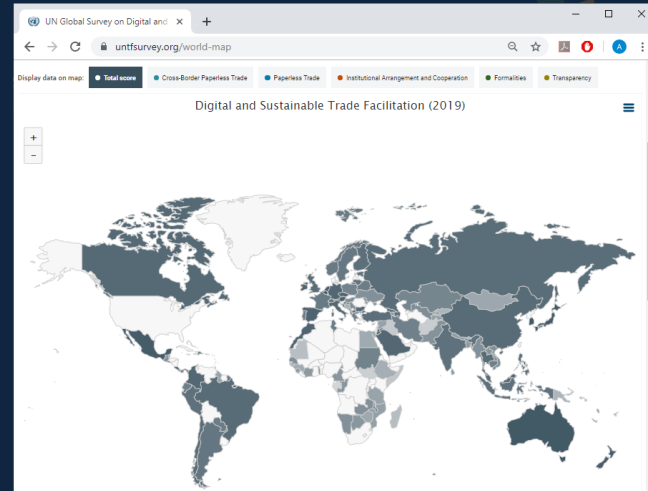 UN Global Survey on Digital and
untfsurvey.org/world-map
A
Display data on map:
Total score
Cross-Border Paperless Trade
Paperless Trade
Institutional Arrangement and Cooperation
Formalities
Transparency
Digital and Sustainable Trade Facilitation (2019)
+
−